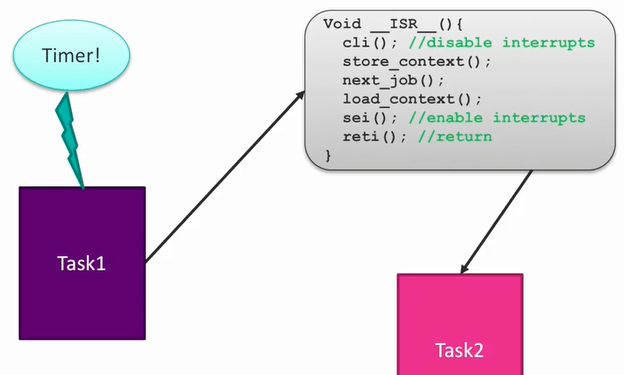 Timer!
Void __ISR__(){
cli(); //disable interrupts
store_context();
next_job();
load_context();
sei(); //enable interrupts
reti(); //return
}
Task1
Task2